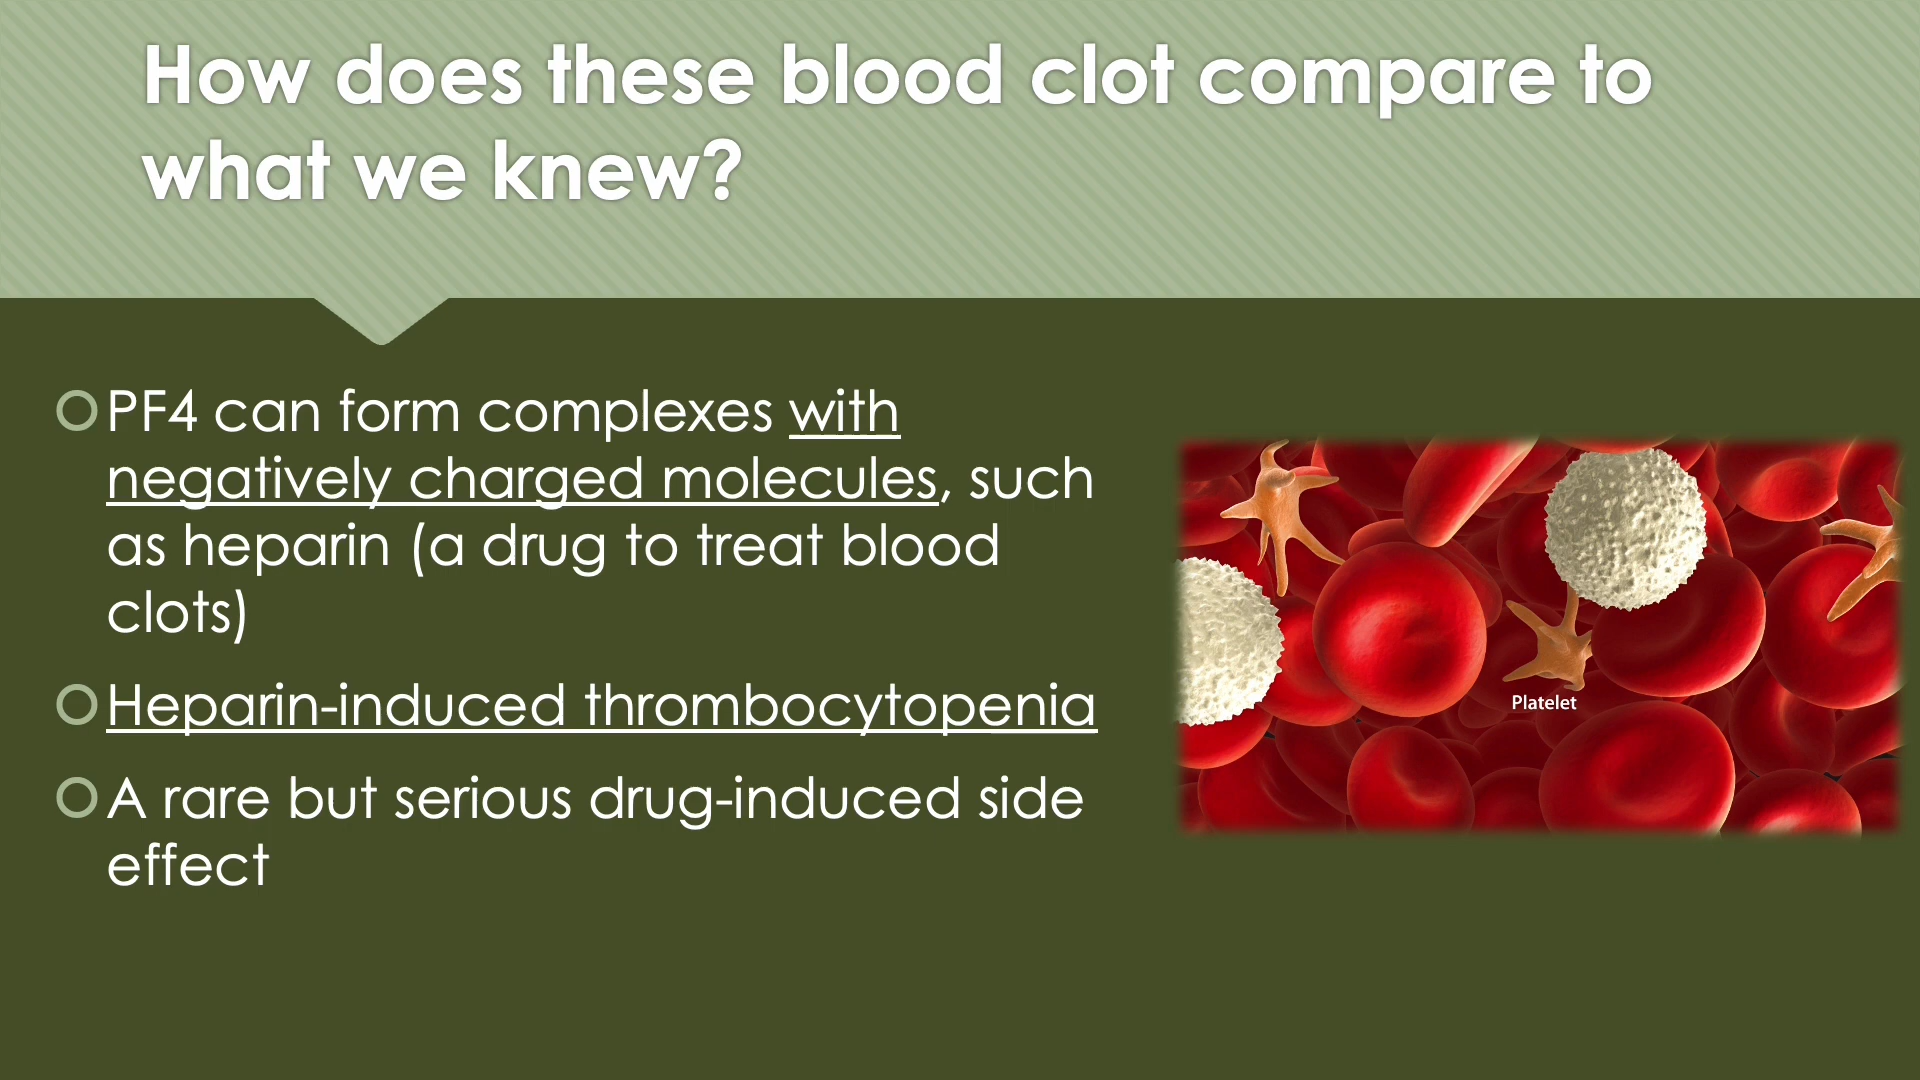 How does these blood clot compare to
what we knew?
PF4 can form complexes with
negatively charged molecules, such
as heparin (a drug to treat blood
clots)
Heparin-induced thrombocytopenia
A rare but serious drug-induced side
effect
Platelet